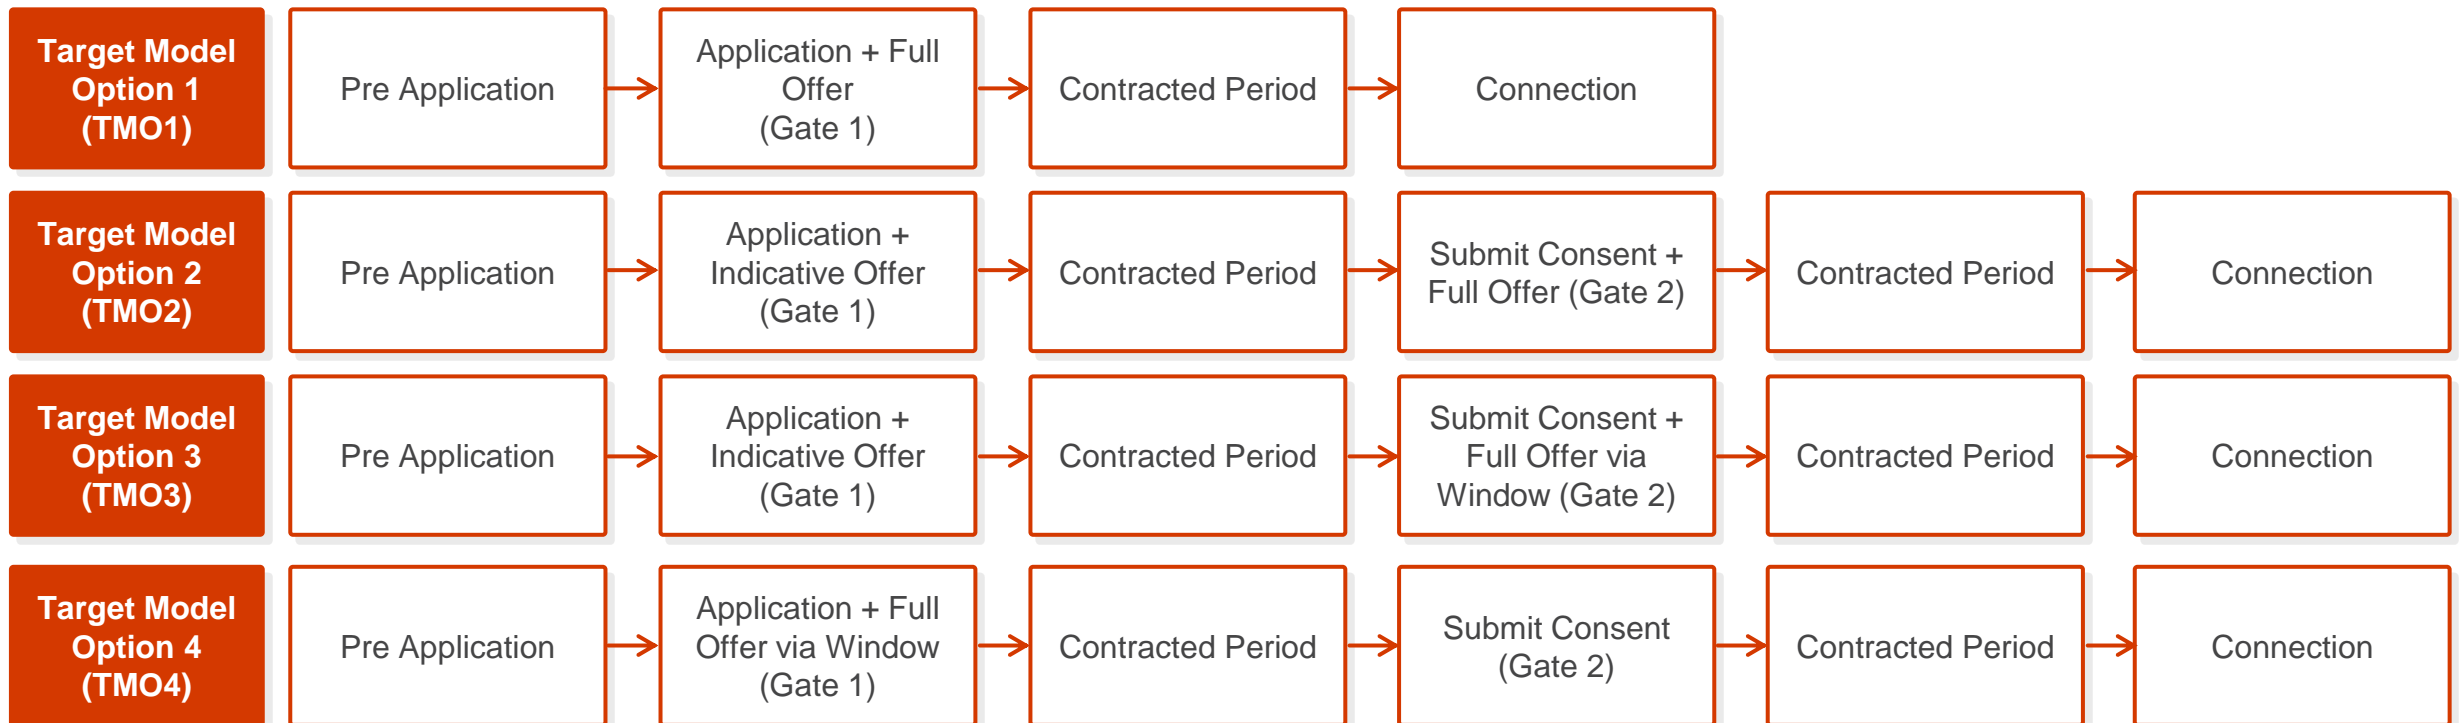 Target Model
Option 1
(TMO1)
Pre Application
Application + Full
Offer
(Gate 1)
Contracted Period
Connection
Target Model
Option 2
(TMO2)
Pre Application
Application +
Indicative Offer
(Gate 1)
Contracted Period
Submit Consent +
Full Offer (Gate 2)
Contracted Period
Connection
Target Model
Option 3
(TMO3)
Pre Application
Application +
Indicative Offer
(Gate 1)
Contracted Period
Submit Consent +
Full Offer via
Window (Gate 2)
Contracted Period
Connection
Target Model
Option 4
(TMO4)
Pre Application
Application + Full
Offer via Window
(Gate 1)
Contracted Period
Submit Consent
(Gate 2)
Contracted Period
Connection